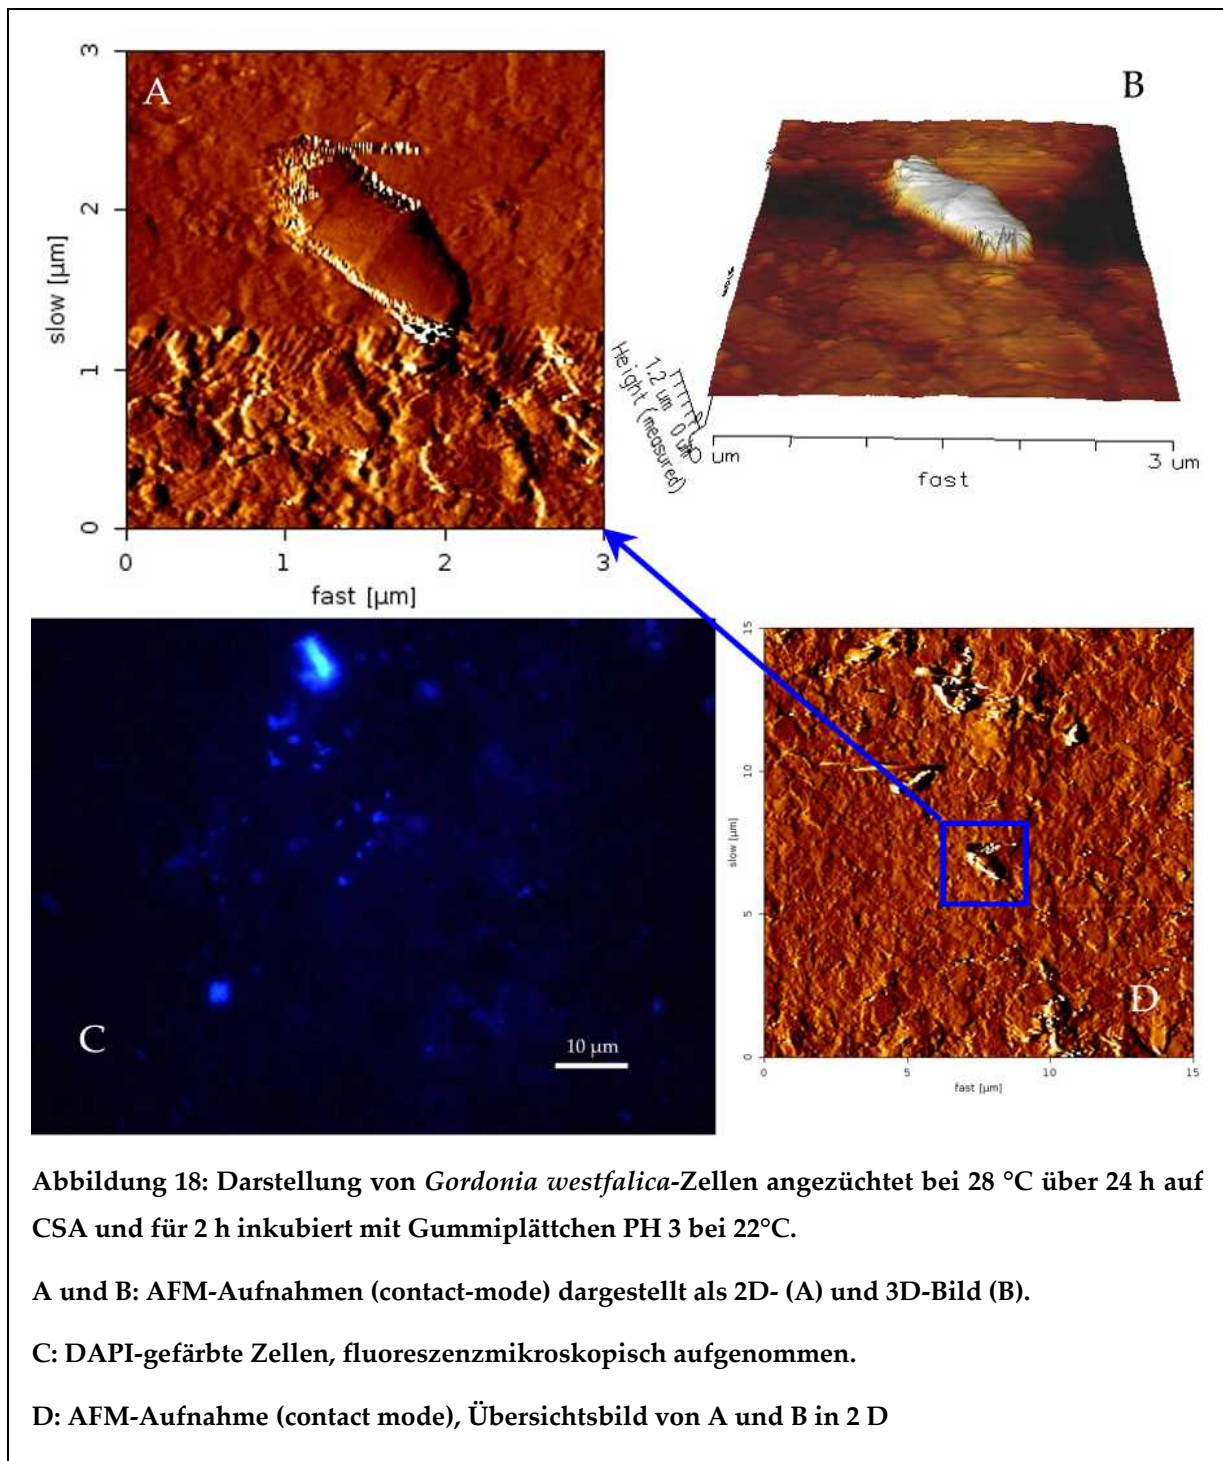 A
3
2
1
0
slow [µm]
0 1 2 3
fast [µm]
B
Height (measured)
1.2 um 0 um
0 um
3 um
fast
C
10 µm
D
15
10
5
0
slow [µm]
0 5 10 15
fast [µm]
Abbildung 18: Darstellung von Gordonia westfalica-Zellen angezüchtet bei 28 °C über 24 h auf
CSA und für 2 h inkubiert mit Gummiplättchen PH 3 bei 22°C.
A und B: AFM-Aufnahmen (contact-mode) dargestellt als 2D- (A) und 3D-Bild (B).
C: DAPI-gefärbte Zellen, fluoreszenzmikroskopisch aufgenommen.
D: AFM-Aufnahme (contact mode), Übersichtsbild von A und B in 2 D